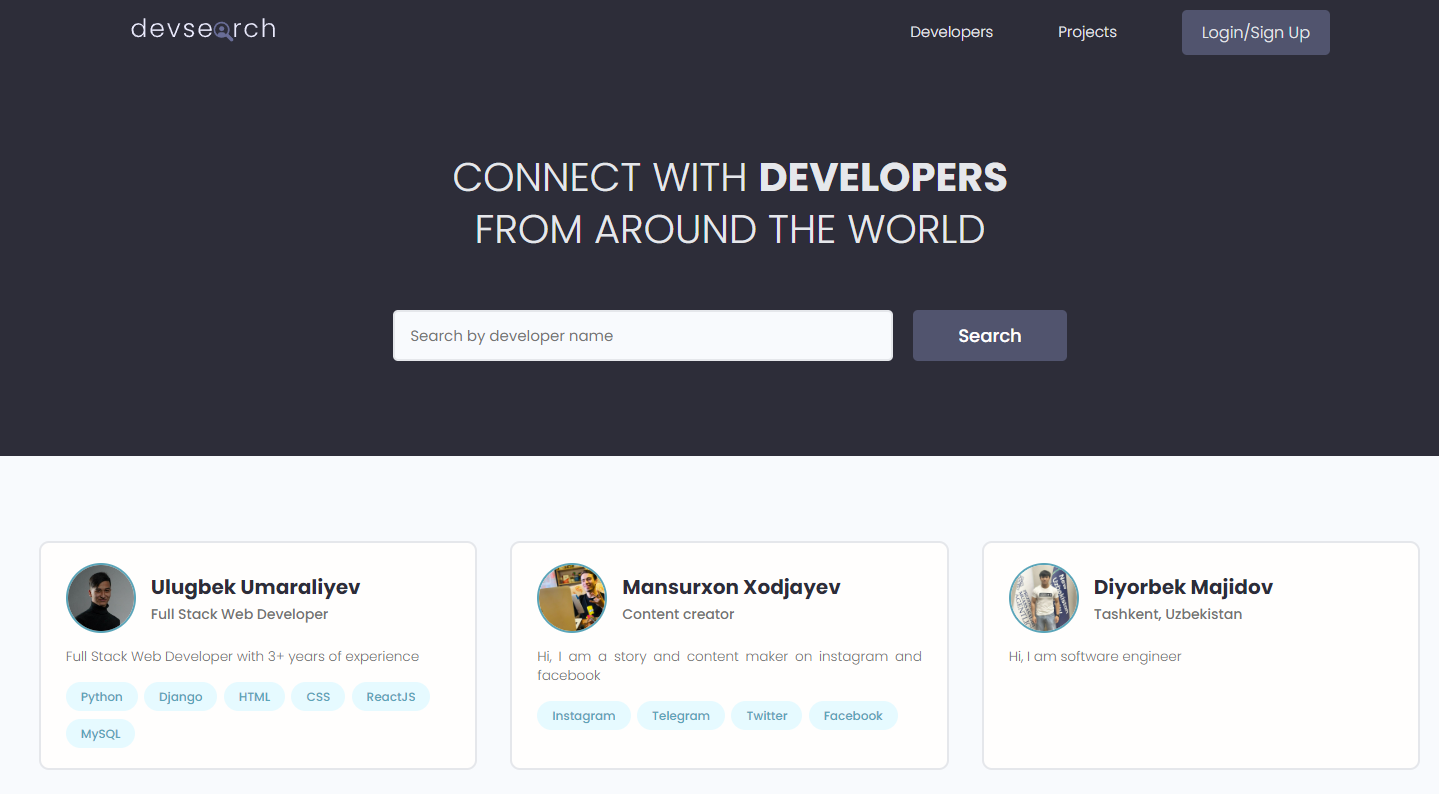 devsearch
Developers
Projects
Login/Sign Up
CONNECT WITH DEVELOPERS
FROM AROUND THE WORLD
Search by developer name
Search
Ulugbek Umaraliyev
Full Stack Web Developer
Full Stack Web Developer with 3+ years of experience
Python Django HTML CSS ReactJS
MySQL
Mansurxon Xodjayev
Content creator
Hi, I am a story and content maker on instagram and
facebook
Instagram Telegram Twitter Facebook
Diyorbek Majidov
Tashkent, Uzbekistan
Hi, I am software engineer